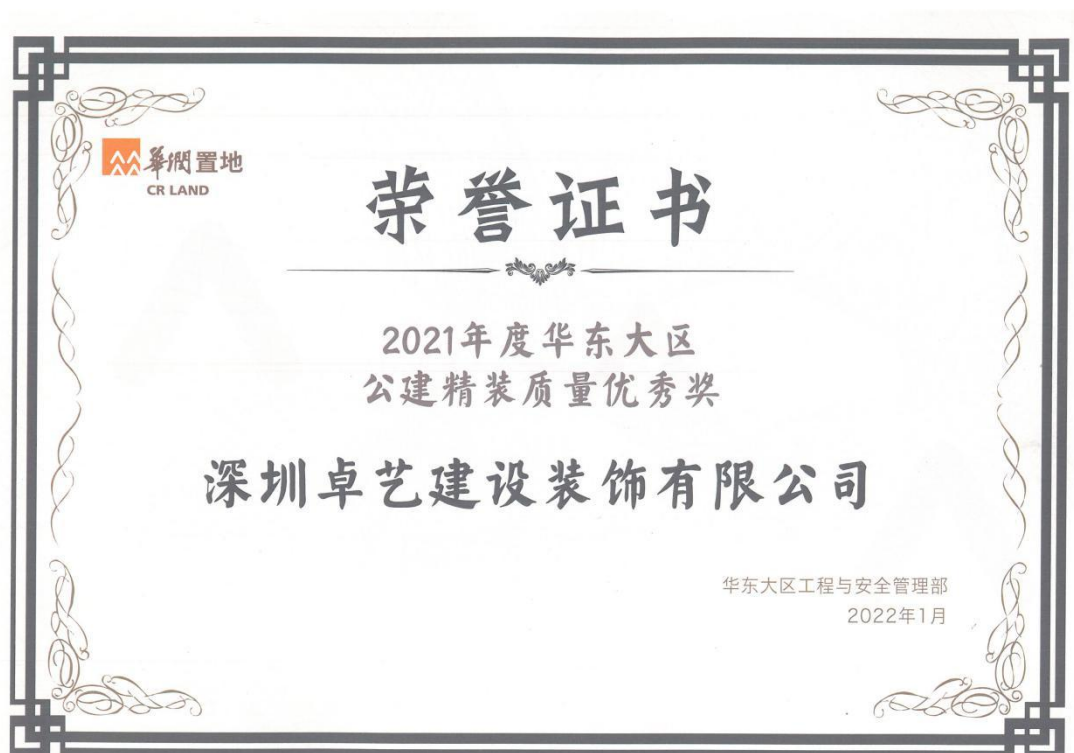 華潤置地
CR LAND
荣誉证书
2021年度华东大区
公建精装质量优秀奖
深圳卓艺建设装饰有限公司
华东大区工程与安全管理部
2022年1月